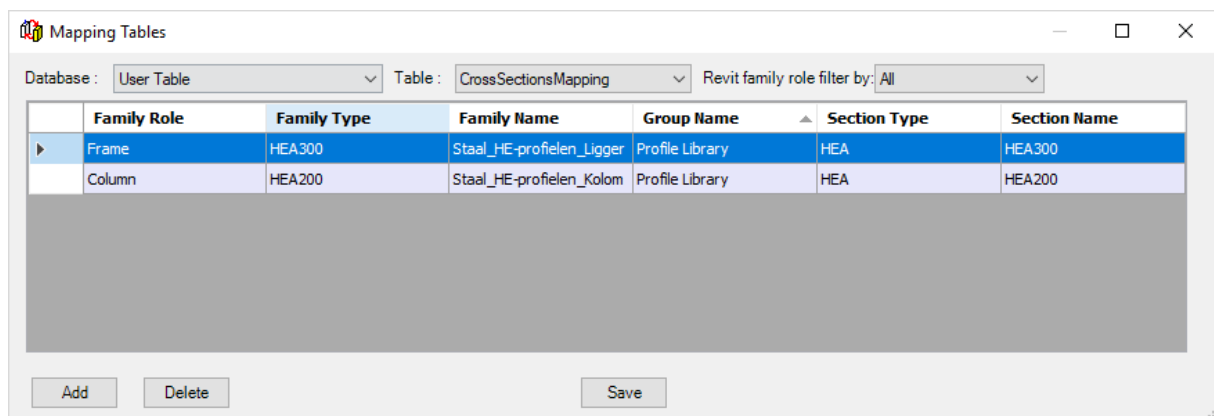 Mapping Tables
Database : User Table Table : CrossSectionsMapping Revit family role filter by: All
Family Role Family Type Family Name Group Name Section Type Section Name
Frame HEA300 Staal_HE-profielen_Ligger Profile Library HEA HEA300
Column HEA200 Staal_HE-profielen_Kolom Profile Library HEA HEA200
Add Delete Save